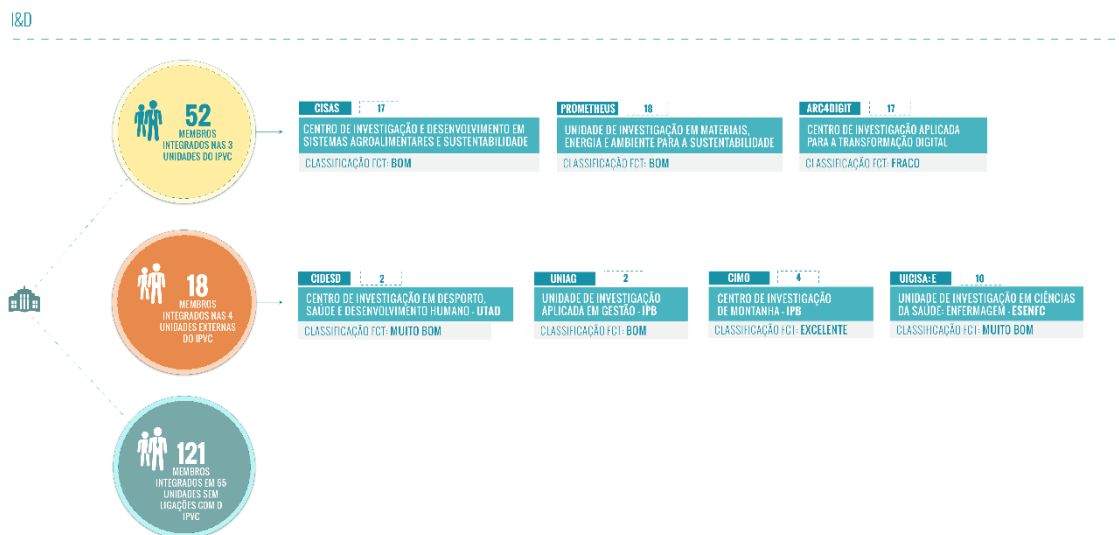 I&D
52
MEMBROS
INTEGRADOS NAS 3
UNIDADES DO IPVC
CISAS 17
CENTRO DE INVESTIGAÇÃO E DESENVOLVIMENTO EM
SISTEMAS AGROALIMENTARES E SUSTENTABILIDADE
CLASSIFICAÇÃO FCT: BOM
PROMETHEUS 18
UNIDADE DE INVESTIGAÇÃO EM MATERIAIS,
ENERGIA E AMBIENTE PARA A SUSTENTABILIDADE
CLASSIFICAÇÃO FCT: BOM
ARC4DIGIT 17
CENTRO DE INVESTIGAÇÃO APLICADA
PARA A TRANSFORMAÇÃO DIGITAL
CLASSIFICAÇÃO FCT: FRACO
18
MEMBROS
INTEGRADOS NAS 4
UNIDADES EXTERNAS
DO IPVC
CIDESD 2
CENTRO DE INVESTIGAÇÃO EM DESPORTO,
SAÚDE E DESENVOLVIMENTO HUMANO - UTAD
CLASSIFICAÇÃO FCT: MUITO BOM
UNIAG 2
UNIDADE DE INVESTIGAÇÃO
APLICADA EM GESTÃO - IPB
CLASSIFICAÇÃO FCT: BOM
CIMO 4
CENTRO DE INVESTIGAÇÃO
DE MONTANHA - IPB
CLASSIFICAÇÃO FCT: EXCELENTE
UICISA: E 10
UNIDADE DE INVESTIGAÇÃO EM CIÊNCIAS
DA SAÚDE: ENFERMAGEM - ESENFC
CLASSIFICAÇÃO FCT: MUITO BOM
121
MEMBROS
INTEGRADOS EM 65
UNIDADES SEM
LIGAÇÕES COM O
IPVC